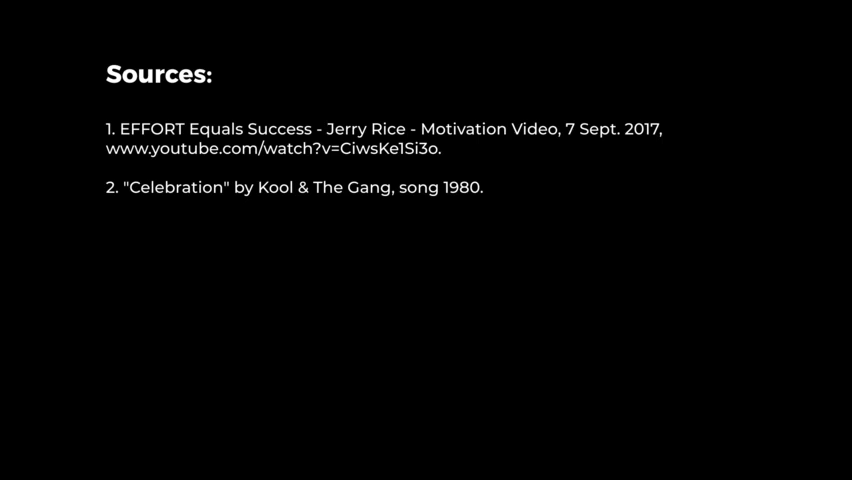 Sources:
1. EFFORT Equals Success - Jerry Rice - Motivation Video, 7 Sept. 2017,
www.youtube.com/watch?v=CiwsKe1Si3o.
2. "Celebration" by Kool & The Gang, song 1980.